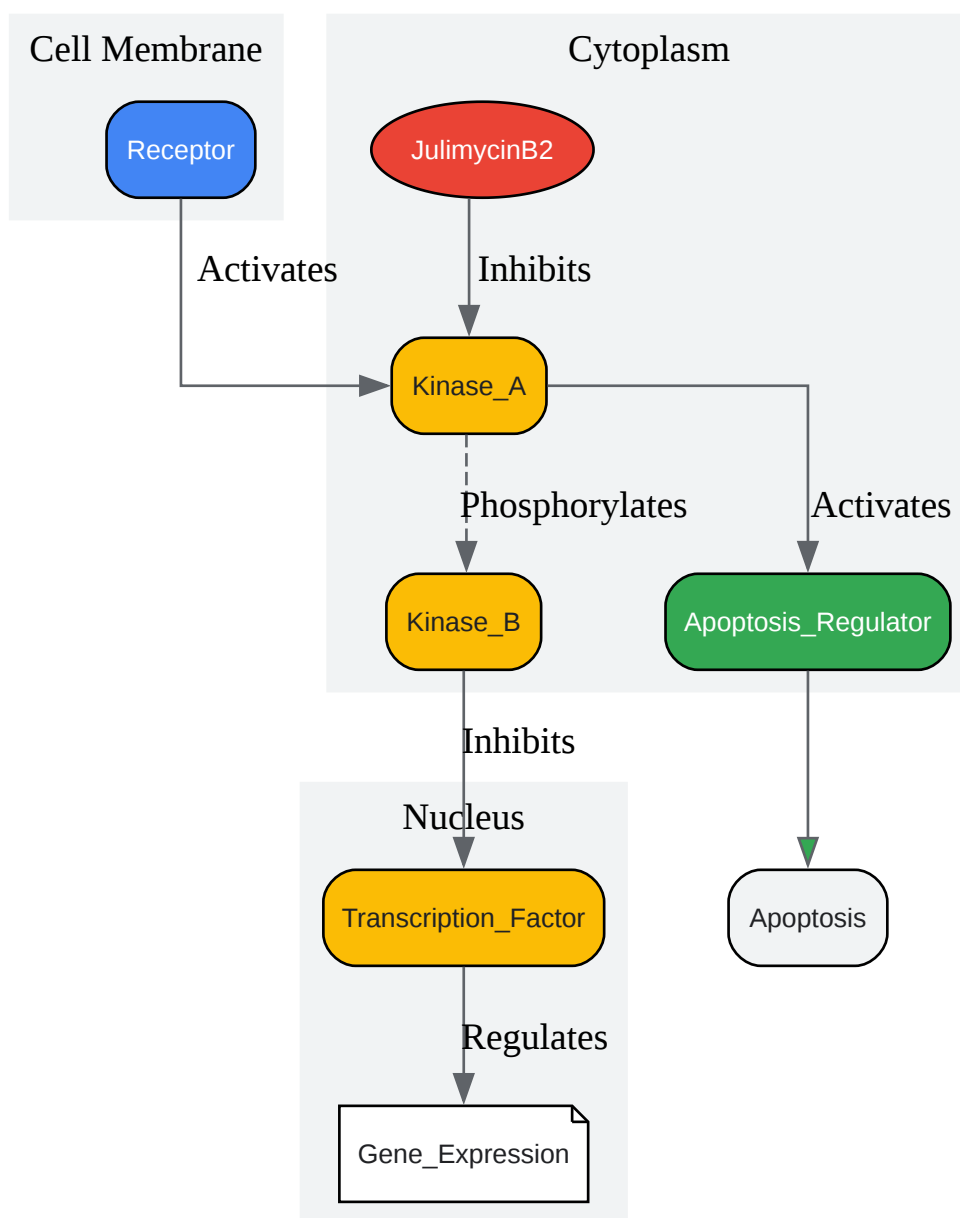 Cell Membrane
Cytoplasm
Receptor
JulimycinB2
Activates
Inhibits
Kinase_A
Phosphorylates
Activates
Kinase_B
Apoptosis_Regulator
Inhibits
Nucleus
Transcription_Factor
Apoptosis
Regulates
Gene_Expression